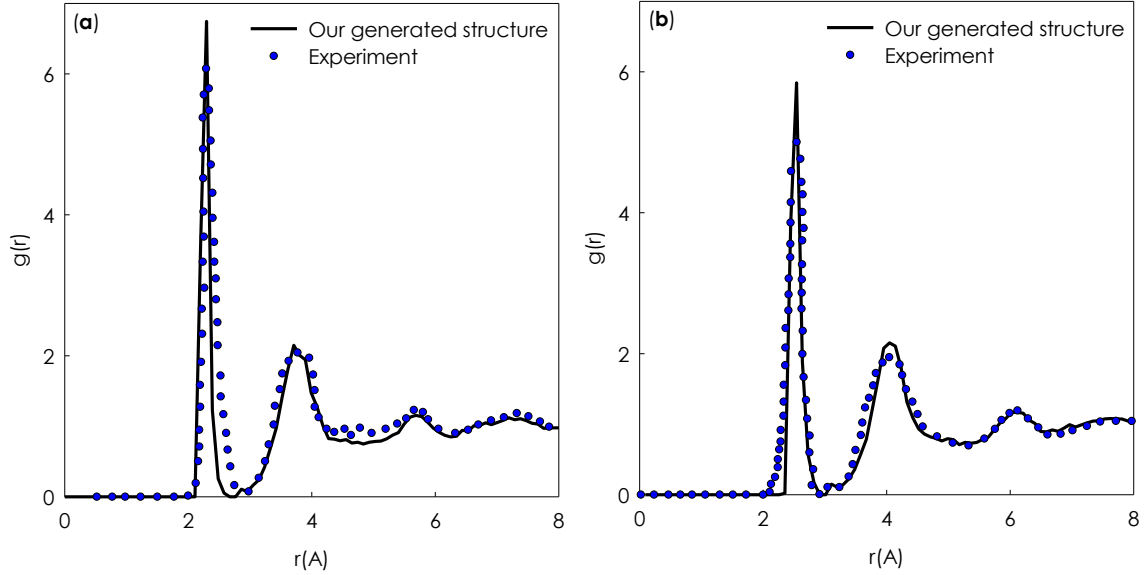 (a)
Our generated structure
Experiment
6
4
2
0
g(r)
0 2 4 6 8
r(A)
(b)
Our generated structure
Experiment
6
4
2
0
g(r)
0 2 4 6 8
r(A)